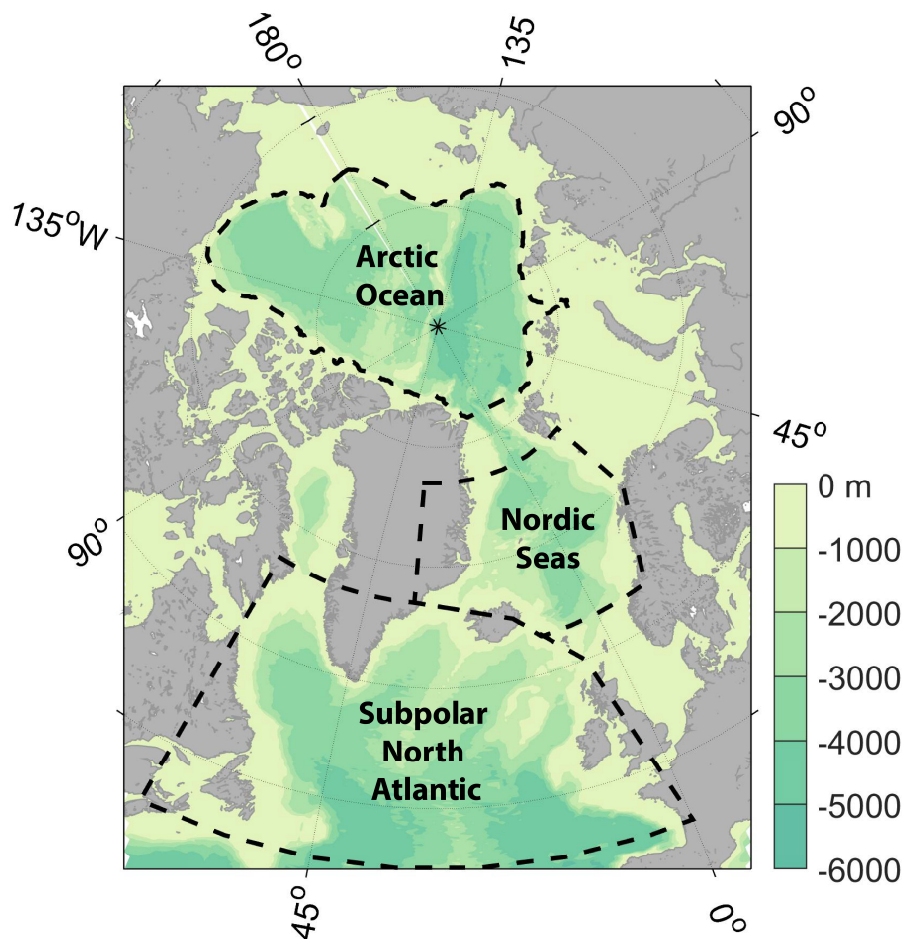 180°
135
90°
135°W
Arctic
Ocean
45°
0 m
90°
Nordic
Seas
-1000
-2000
-3000
Subpolar
North
Atlantic
-4000
-5000
-6000
45°
0°